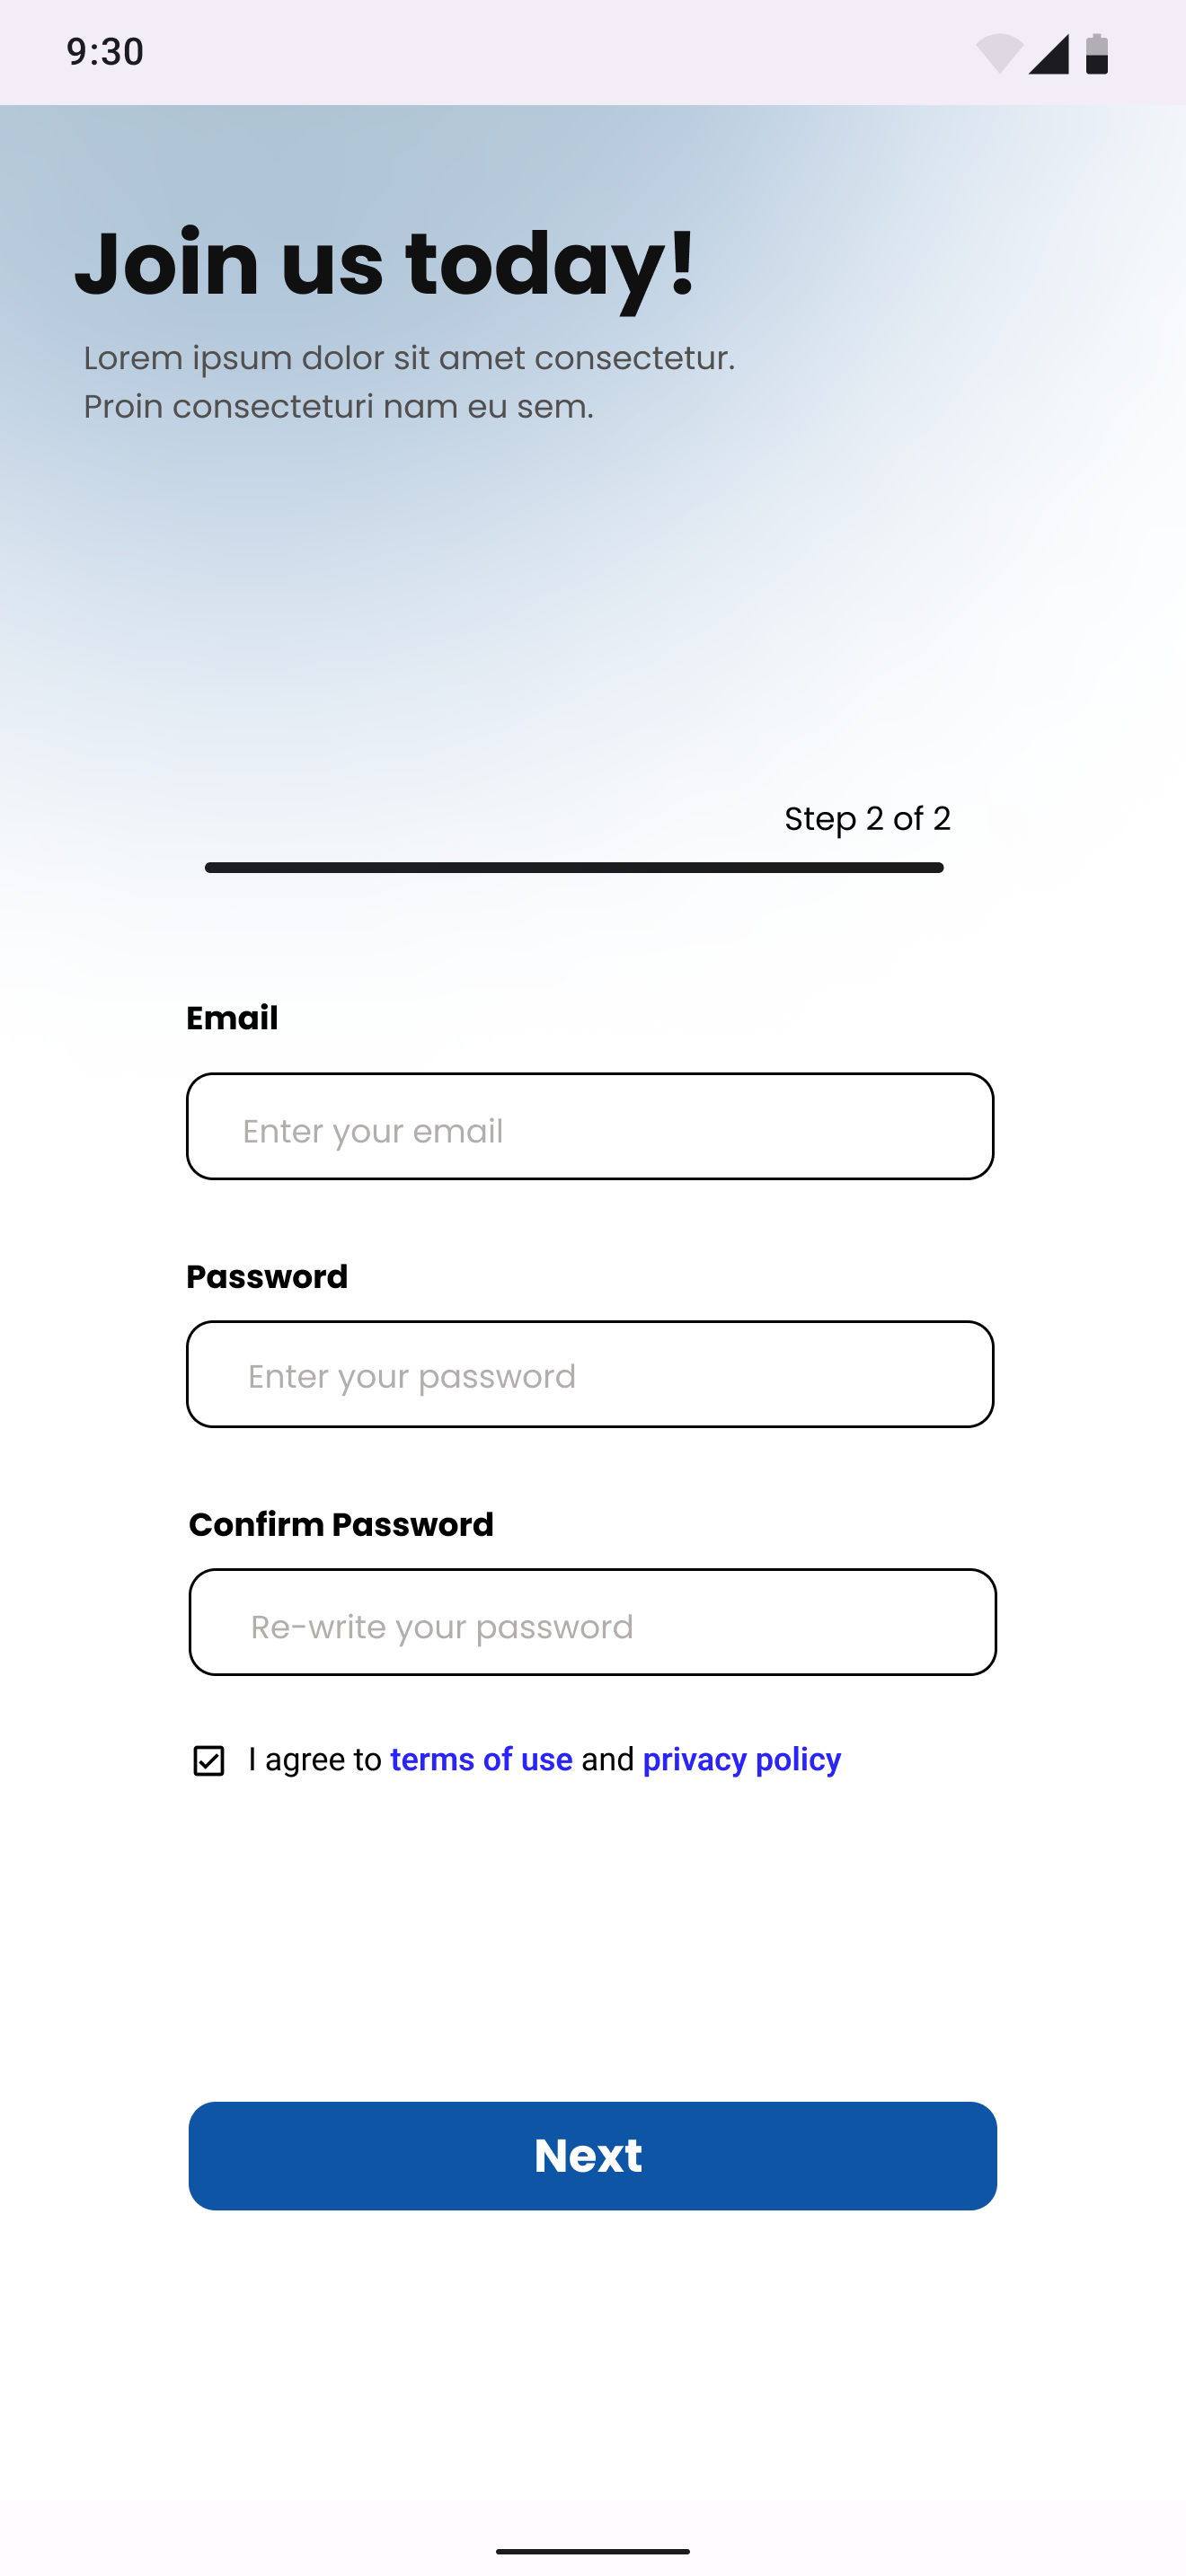 9:30
Join us today!
Lorem ipsum dolor sit amet consectetur.
Proin consecteturi nam eu sem.
Step 2 of 2
Email
Enter your email
Password
Enter your password
Confirm Password
Re-write your password
I agree to terms of use and privacy policy
Next